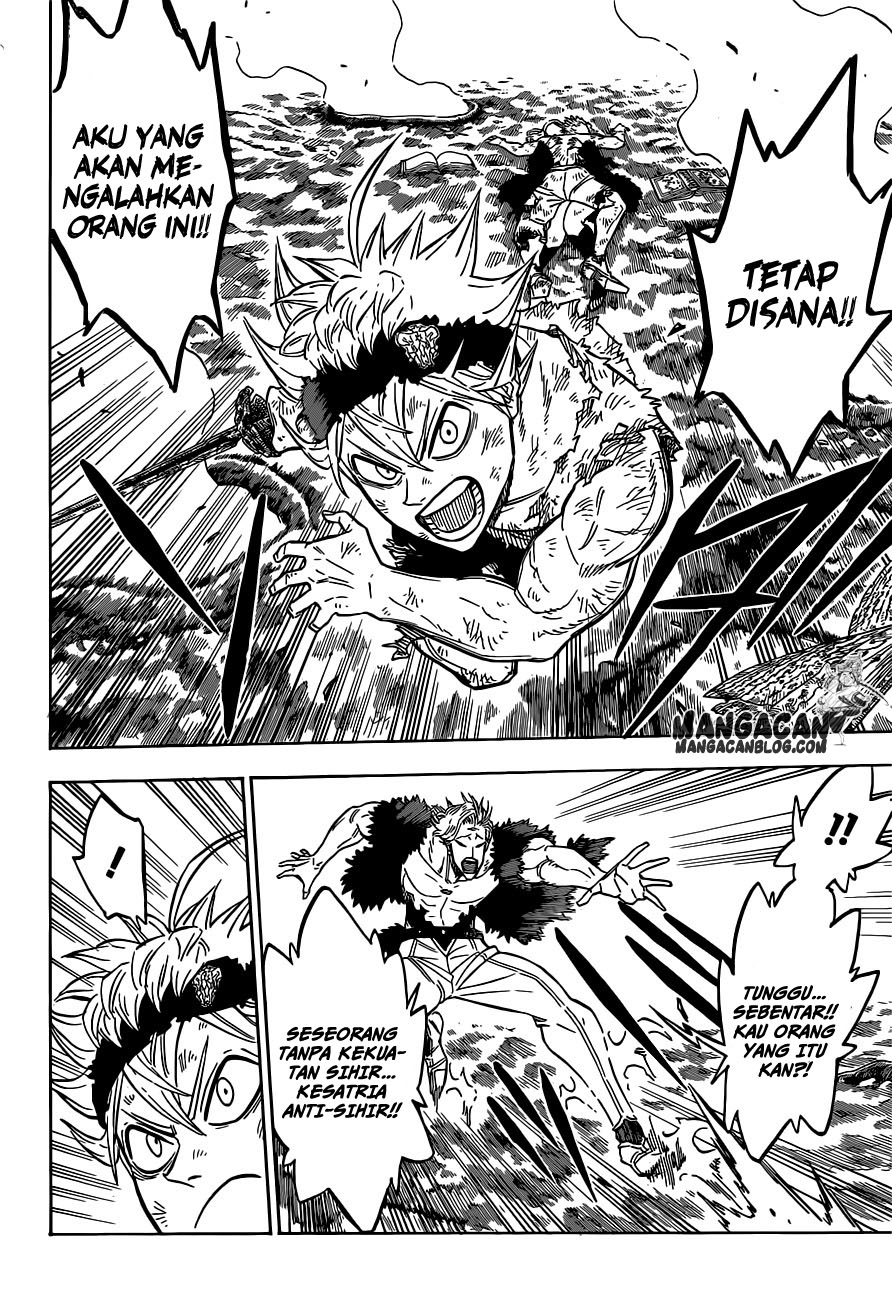 TETAP
DISANA!!
AKU YANG
AKAN ME-
NGALAHKAN
ORANG INI!!
MANGACAN
MANGACANBLOG.COM
!!
TUNGGU...
SEBENTAR!!
KAU ORANG
YANG ITU
KAN?!
SESEORANG
TANPA KEKUA-
TAN SIHIR...
KESATRIA
ANTI-SIHIR!!
!